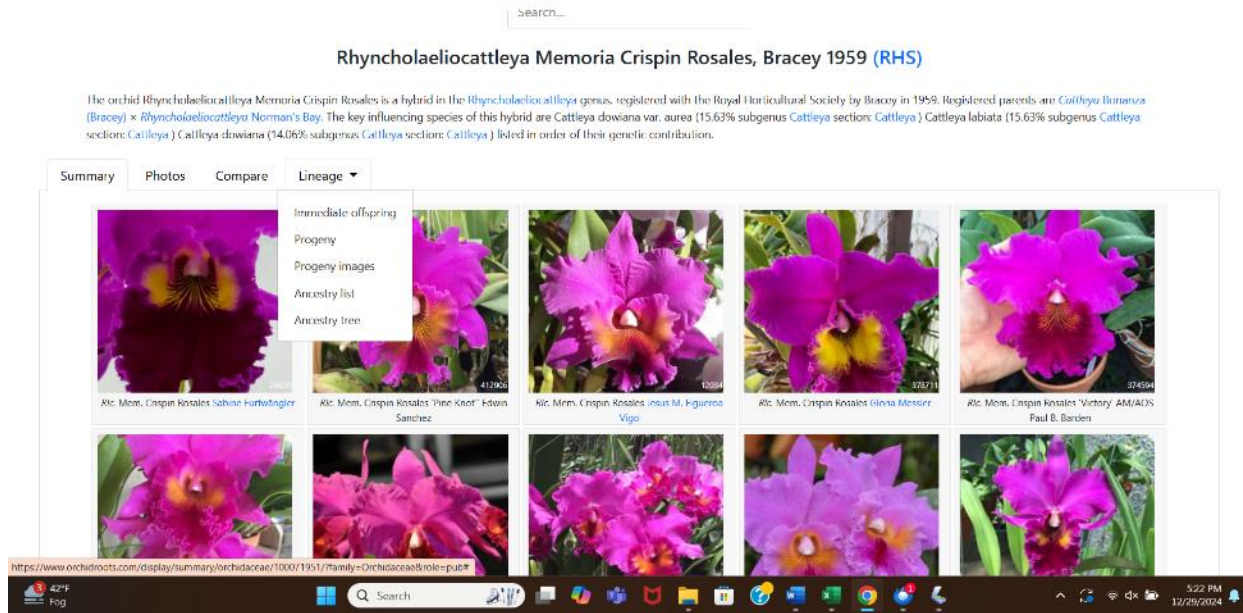 Search...
Rhyncholaeliocattleya Memoria Crispin Rosales, Bracey 1959 (RHS)
The orchid Rhyncholaeliocattleya Memoria Crispin Rosales is a hybrid in the Rhyncholaeliocattleya genus, registered with the Royal Horticultural Society by Bracey in 1959. Registered parents are Cattleya Bonanza
(Bracey) × Rhyncholaeliocattleya Norman's Bay. The key influencing species of this hybrid are Cattleya dowiana var. aurea (15.63% subgenus Cattleya section: Cattleya ) Cattleya labiata (15.63% subgenus Cattleya
section: Cattleya ) Cattleya dowiana (14.06% subgenus Cattleya section: Cattleya ) listed in order of their genetic contribution.
Summary Photos Compare Lineage
Immediate offspring
Progeny
Progeny images
Ancestry list
Ancestry tree
412906 12034 378711 374594
Rlc. Mem. Crispin Rosales Sabine Furtwängler
Rlc. Mem. Crispin Rosales 'Pine Knot'' Edwin
Sanchez
Rlc. Mem. Crispin Rosales Jesus M. Figueroa
Vigo
Rlc. Mem. Crispin Rosales Gloria Messler
Rlc. Mem. Crispin Rosales 'Victory' AM/AOS
Paul B. Barden
https://www.orchidroots.com/display/summary/orchidaceae/100071951/?family=Orchidaceae&role=pub#
3
42°F
Fog
Search
1
5:22 PM
12/29/2024